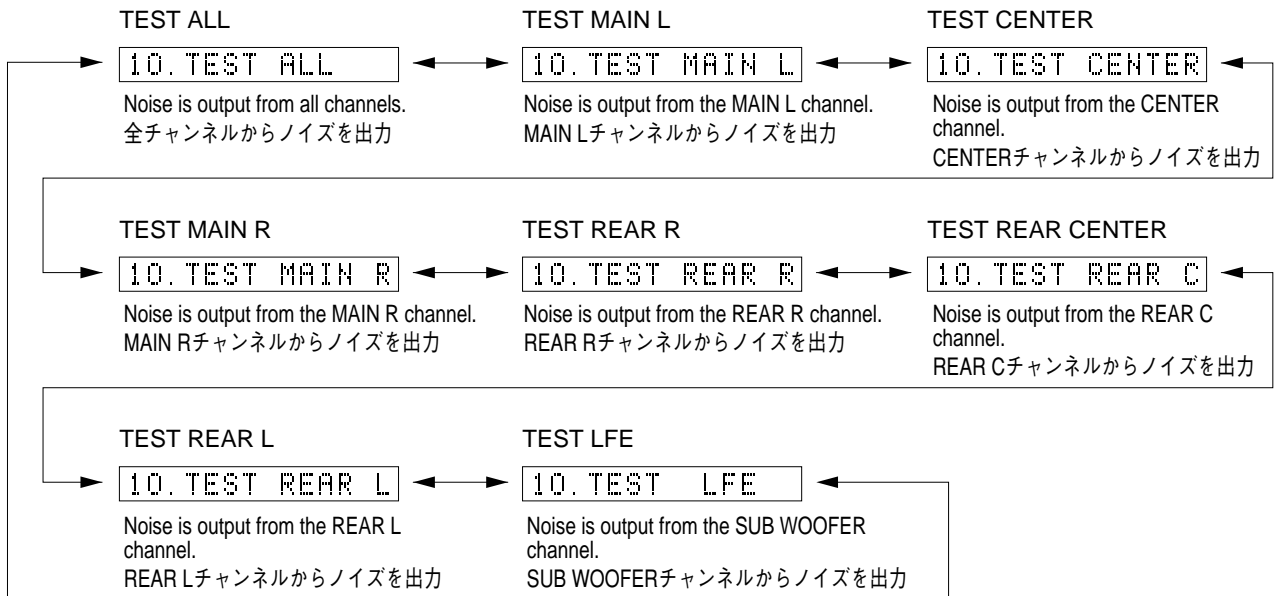 TEST ALL
10.TEST ALL
Noise is output from all channels.
全チャンネルからノイズを出力
TEST MAIN L
10.TEST MAIN L
Noise is output from the MAIN L channel.
MAIN Lチャンネルからノイズを出力
TEST CENTER
10.TEST CENTER
Noise is output from the CENTER
channel.
CENTERチャンネルからノイズを出力
TEST MAIN R
10.TEST MAIN R
Noise is output from the MAIN R channel.
MAIN Rチャンネルからノイズを出力
TEST REAR R
10.TEST REAR R
Noise is output from the REAR R channel.
REAR Rチャンネルからノイズを出力
TEST REAR CENTER
10.TEST REAR C
Noise is output from the REAR C
channel.
REAR Cチャンネルからノイズを出力
TEST REAR L
10.TEST REAR L
Noise is output from the REAR L
channel.
REAR Lチャンネルからノイズを出力
TEST LFE
10.TEST LFE
Noise is output from the SUB WOOFER
channel.
SUB WOOFERチャンネルからノイズを出力